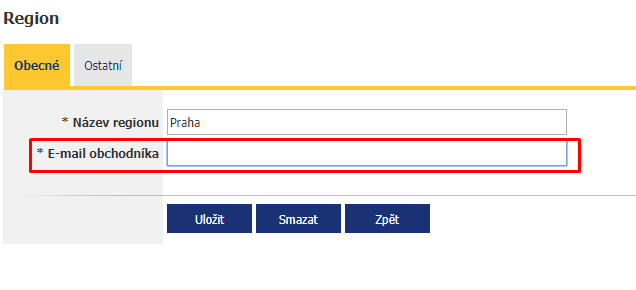 Region
Obecné Ostatní
* Název regionu Praha
* E-mail obchodníka
Uložit Smazat Zpět